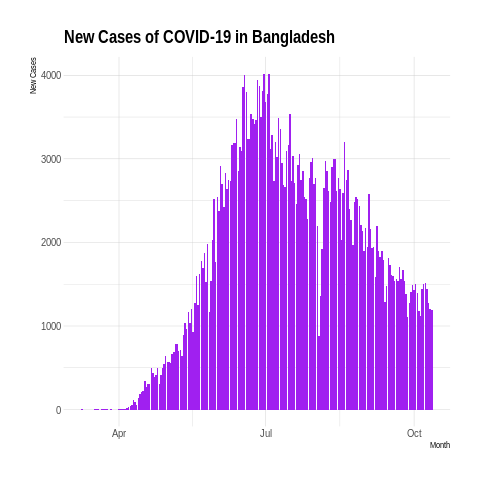 New Cases of COVID-19 in Bangladesh
New Cases
4000
3000
2000
1000
0
Apr
Jul
Oct
Month